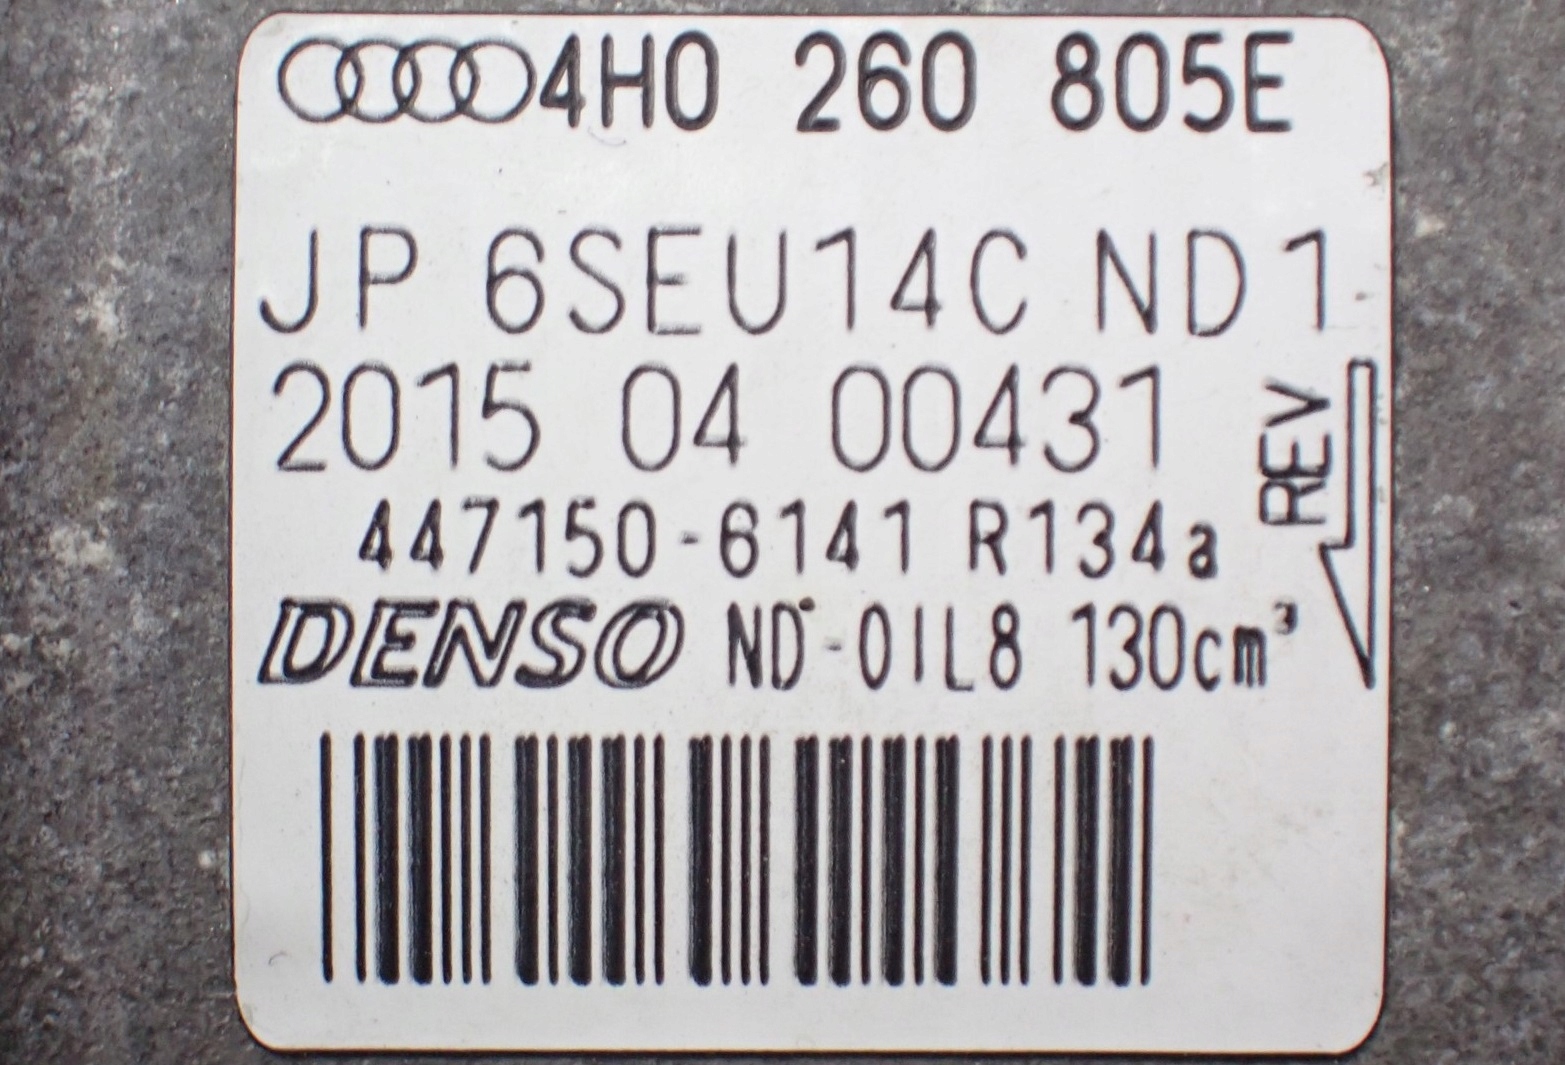 4H0 260 805E
JP 6SEU14C ND1
2015 04 00431
REV
447150-6141 R134a
DENSO ND-OIL8 130cm³